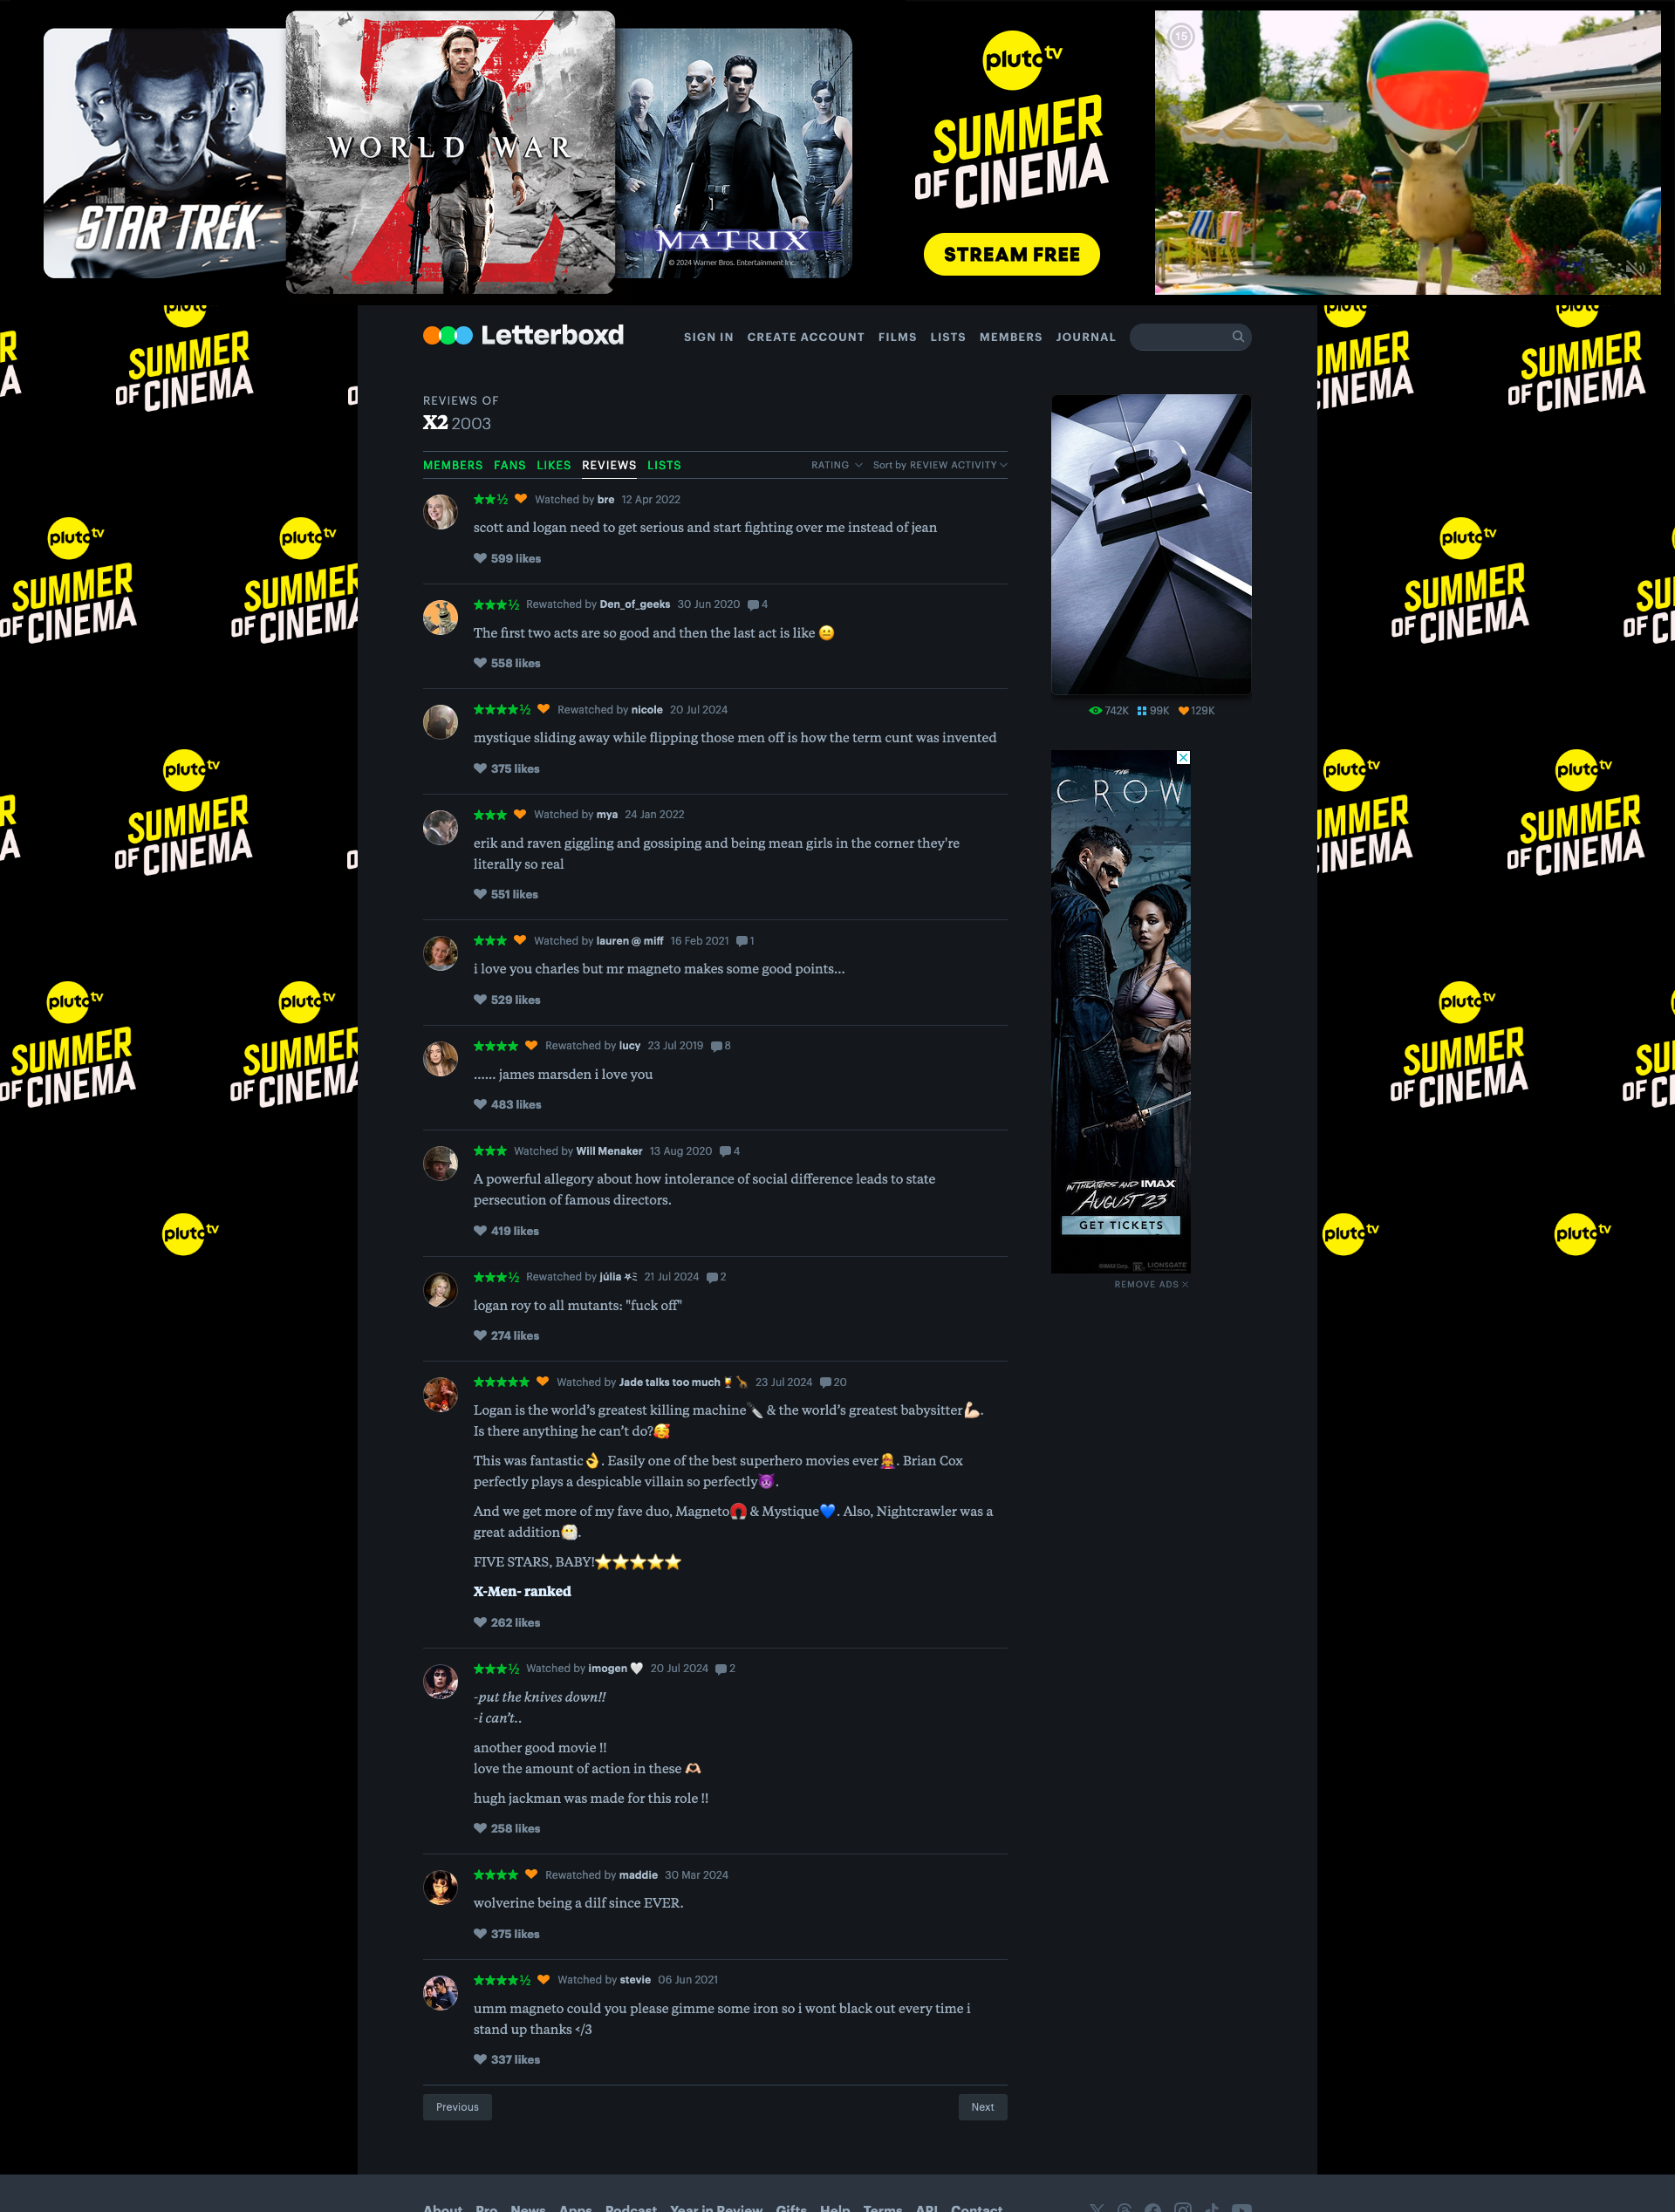 STAR TREK
WORLD WAR
Z
MATRIX
© 2024 Warner Bros. Entertainment Inc.
pluto tv
SUMMER
OF CINEMA
STREAM FREE
15
Letterboxd
SIGN IN CREATE ACCOUNT FILMS LISTS MEMBERS JOURNAL
REVIEWS OF
X2 2003
MEMBERS FANS LIKES REVIEWS LISTS RATING Sort by REVIEW ACTIVITY
★★½ Watched by bre 12 Apr 2022
scott and logan need to get serious and start fighting over me instead of jean
599 likes
★★★½ Rewatched by Den_of_geeks 30 Jun 2020 4
The first two acts are so good and then the last act is like 😐
558 likes
★★★★½ Rewatched by nicole 20 Jul 2024
mystique sliding away while flipping those men off is how the term cunt was invented
375 likes
★★★ Watched by mya 24 Jan 2022
erik and raven giggling and gossiping and being mean girls in the corner they're
literally so real
551 likes
★★★ Watched by lauren @ miff 16 Feb 2021 1
i love you charles but mr magneto makes some good points...
529 likes
★★★★ Rewatched by lucy 23 Jul 2019 8
...... james marsden i love you
483 likes
★★★ Watched by Will Menaker 13 Aug 2020 4
A powerful allegory about how intolerance of social difference leads to state
persecution of famous directors.
419 likes
★★★½ Rewatched by júlia 21 Jul 2024 2
logan roy to all mutants: "fuck off"
274 likes
★★★★★ Watched by Jade talks too much 🍹🦒 23 Jul 2024 20
Logan is the world's greatest killing machine🔪 & the world's greatest babysitter💪🏻.
Is there anything he can't do?🥰
This was fantastic👌. Easily one of the best superhero movies ever🦸. Brian Cox
perfectly plays a despicable villain so perfectly😈.
And we get more of my fave duo, Magneto🧲 & Mystique💙. Also, Nightcrawler was a
great addition😶‍🌫️.
FIVE STARS, BABY!⭐⭐⭐⭐⭐
X-Men- ranked
262 likes
★★★½ Watched by imogen 🤍 20 Jul 2024 2
-put the knives down!!
-i can't..
another good movie !!
love the amount of action in these 🫶🏻
hugh jackman was made for this role !!
258 likes
★★★★ Rewatched by maddie 30 Mar 2024
wolverine being a dilf since EVER.
375 likes
★★★★½ Watched by stevie 06 Jun 2021
umm magneto could you please gimme some iron so i wont black out every time i
stand up thanks </3
337 likes
Previous Next
2
742K 99K 129K
THE
CROW
IN THEATERS AND IMAX
AUGUST 23
GET TICKETS
©IMAX Corp. R LIONSGATE
REMOVE ADS
About Pro News Apps Podcast Year in Review Gifts Help Terms API Contact